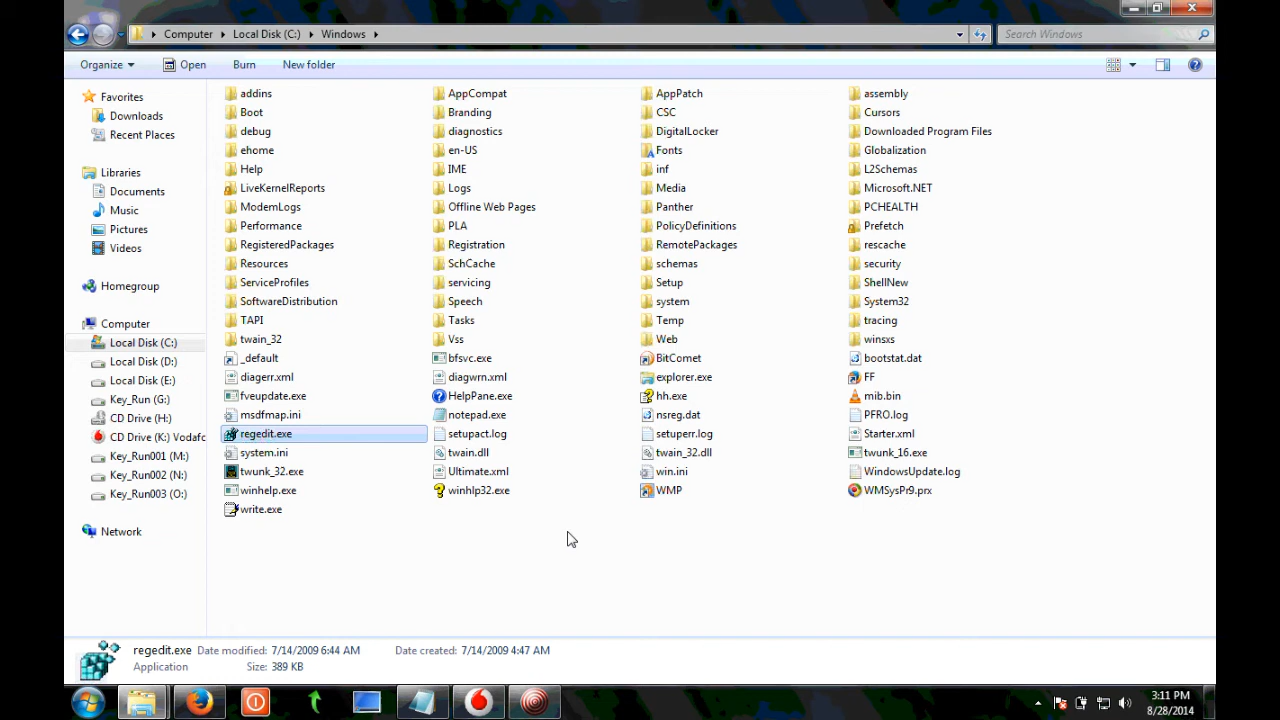 Computer Local Disk (C:) Windows Search Windows
Organize Open Burn New folder
Favorites
Downloads
Recent Places
Libraries
Documents
Music
Pictures
Videos
Homegroup
Computer
Local Disk (C:)
Local Disk (D:)
Local Disk (E:)
Key_Run (G:)
CD Drive (H:)
CD Drive (K:) Vodafc
Key_Run001 (M:)
Key_Run002 (N:)
Key_Run003 (O:)
Network
addins AppCompat AppPatch assembly
Boot Branding CSC Cursors
debug diagnostics DigitalLocker Downloaded Program Files
ehome en-US Fonts Globalization
Help IME inf L2Schemas
LiveKernelReports Logs Media Microsoft.NET
ModemLogs Offline Web Pages Panther PCHEALTH
Performance PLA PolicyDefinitions Prefetch
RegisteredPackages Registration RemotePackages rescache
Resources SchCache schemas security
ServiceProfiles servicing Setup ShellNew
SoftwareDistribution Speech system System32
TAPI Tasks Temp tracing
twain_32 Vss Web winsxs
_default bfsvc.exe BitComet bootstat.dat
diagerr.xml diagwrn.xml explorer.exe FF
fveupdate.exe HelpPane.exe hh.exe mib.bin
msdfmap.ini notepad.exe nsreg.dat PFRO.log
regedit.exe setupact.log setuperr.log Starter.xml
system.ini twain.dll twain_32.dll twunk_16.exe
twunk_32.exe Ultimate.xml win.ini WindowsUpdate.log
winhelp.exe winhlp32.exe WMP WMSysPr9.prx
write.exe
regedit.exe Date modified: 7/14/2009 6:44 AM Date created: 7/14/2009 4:47 AM
Application Size: 389 KB
3:11 PM
8/28/2014